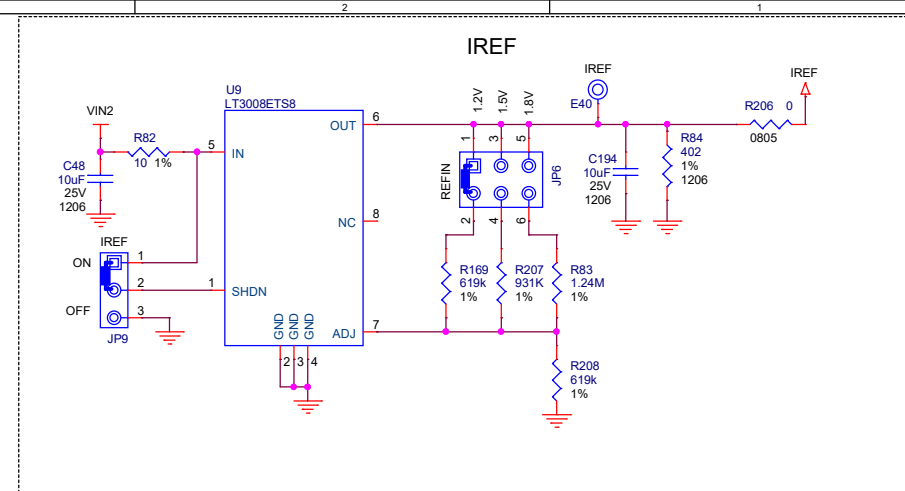 2
1
IREF
U9
LT3008ETS8
VIN2
R82
10 1%
5
IN
OUT
6
C48
10uF
25V
1206
IREF
ON
1
2
OFF
3
JP9
1
SHDN
NC
8
GND
GND
GND
2
3
4
ADJ
7
1.2V
1.5V
1.8V
1
3
5
REFIN
JP6
2
4
6
IREF
E40
R206 0
0805
IREF
C194
10uF
25V
1206
R84
402
1%
1206
R169
619k
1%
R207
931K
1%
R83
1.24M
1%
R208
619k
1%